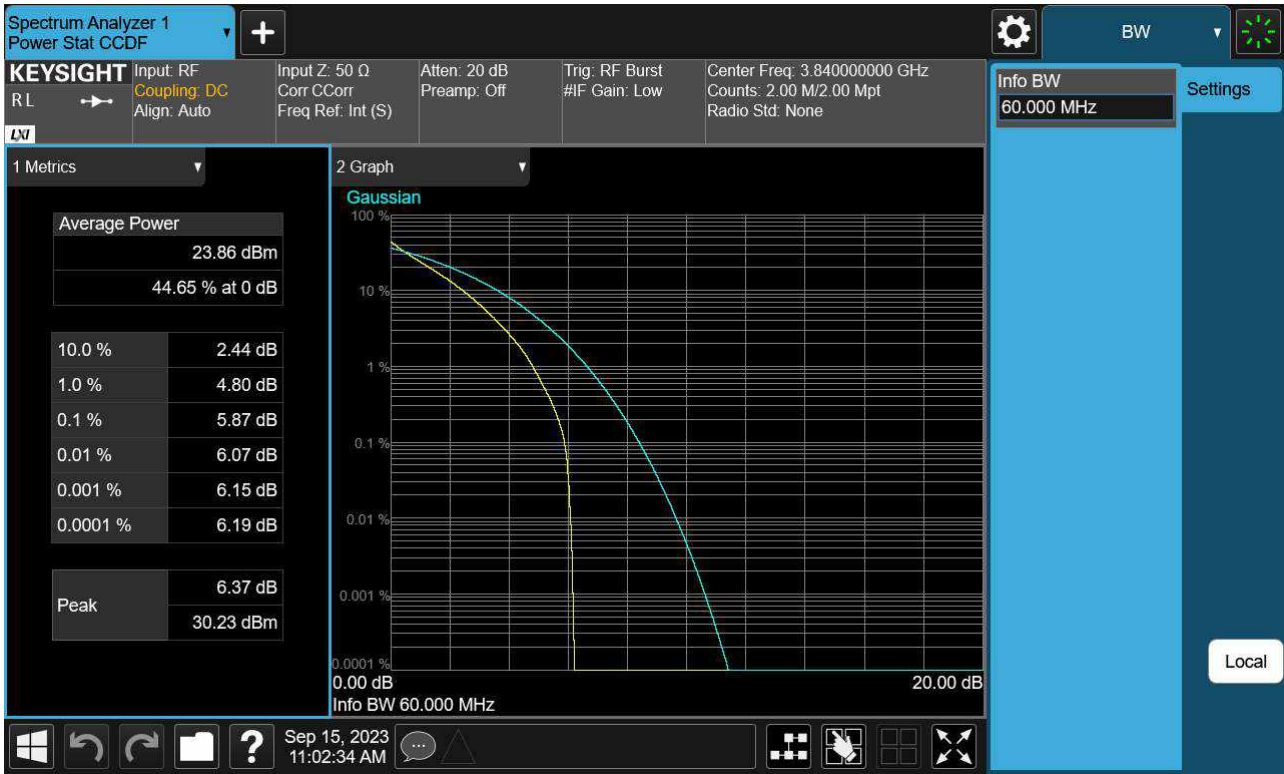 Spectrum Analyzer 1
Power Stat CCDF
+
BW
KEYSIGHT
RL
LXI
Input: RF
Coupling: DC
Align: Auto
Input Z: 50 Ω
Corr CCorr
Freq Ref: Int (S)
Atten: 20 dB
Preamp: Off
Trig: RF Burst
#IF Gain: Low
Center Freq: 3.840000000 GHz
Counts: 2.00 M/2.00 Mpt
Radio Std: None
Info BW
60.000 MHz
Settings
1 Metrics
Average Power
23.86 dBm
44.65 % at 0 dB
10.0 % 2.44 dB
1.0 % 4.80 dB
0.1 % 5.87 dB
0.01 % 6.07 dB
0.001 % 6.15 dB
0.0001 % 6.19 dB
Peak
6.37 dB
30.23 dBm
2 Graph
Gaussian
100 %
10 %
1 %
0.1 %
0.01 %
0.001 %
0.0001 %
0.00 dB 20.00 dB
Info BW 60.000 MHz
Local
?
Sep 15, 2023
11:02:34 AM